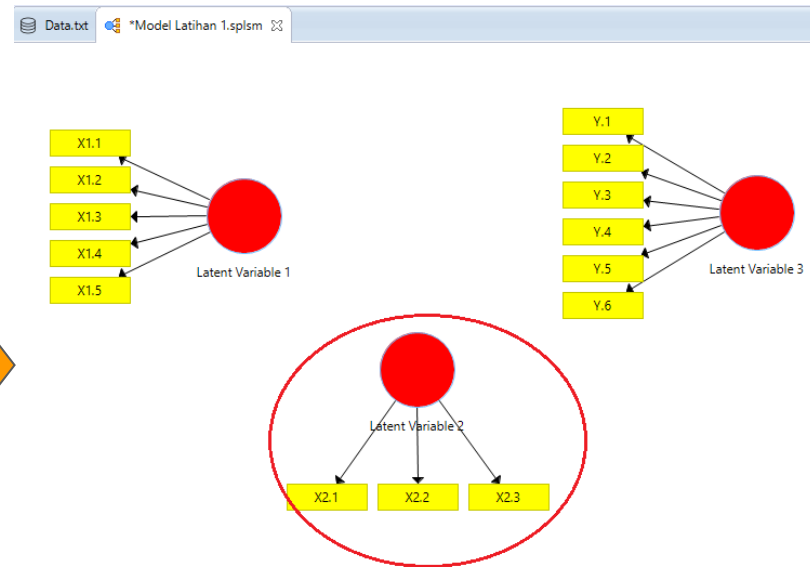 Data.txt
*Model Latihan 1.splsm
X1.1
X1.2
X1.3
X1.4
X1.5
Latent Variable 1
Y.1
Y.2
Y.3
Y.4
Y.5
Y.6
Latent Variable 3
Latent Variable 2
X2.1
X2.2
X2.3